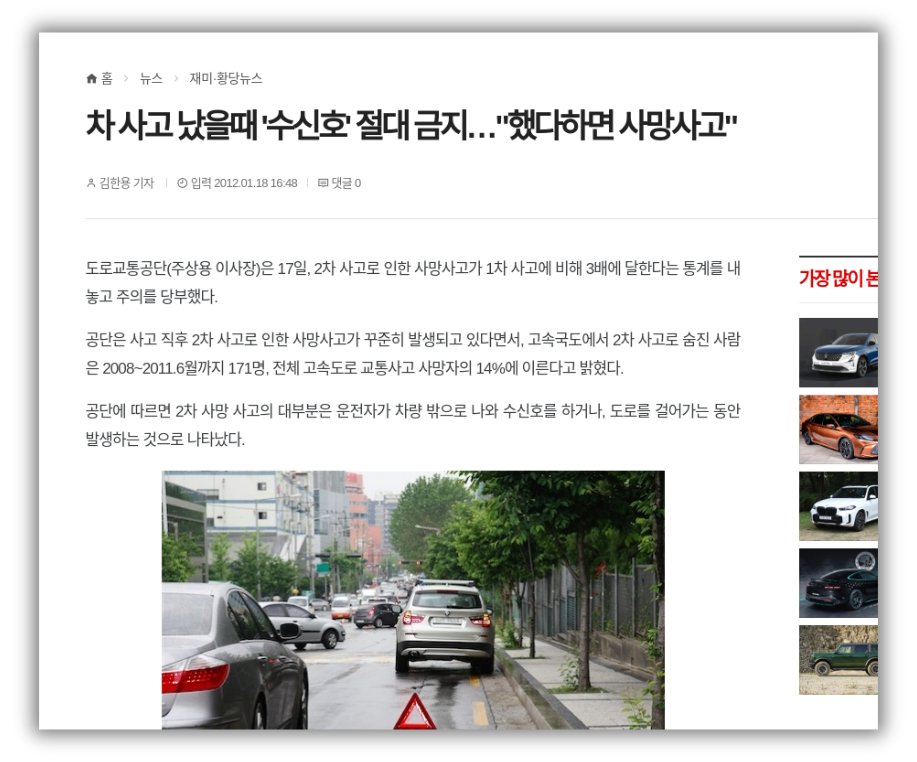 홈 > 뉴스 > 재미·황당뉴스
차 사고 났을때 '수신호' 절대 금지…"했다하면 사망사고"
김한용 기자 | 입력 2012.01.18 16:48 | 댓글 0
도로교통공단(주상용 이사장)은 17일, 2차 사고로 인한 사망사고가 1차 사고에 비해 3배에 달한다는 통계를 내
놓고 주의를 당부했다.
공단은 사고 직후 2차 사고로 인한 사망사고가 꾸준히 발생되고 있다면서, 고속국도에서 2차 사고로 숨진 사람
은 2008~2011.6월까지 171명, 전체 고속도로 교통사고 사망자의 14%에 이른다고 밝혔다.
공단에 따르면 2차 사망 사고의 대부분은 운전자가 차량 밖으로 나와 수신호를 하거나, 도로를 걸어가는 동안
발생하는 것으로 나타났다.
가장 많이 본